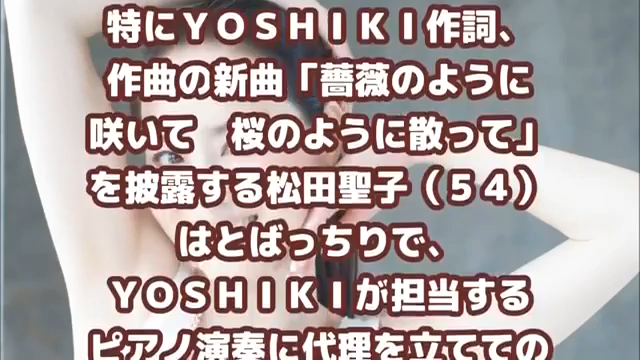 特にＹＯＳＨＩＫＩ作詞、
作曲の新曲「薔薇のように
咲いて　桜のように散って」
を披露する松田聖子（５４）
はとばっちりで、
ＹＯＳＨＩＫＩが担当する
ピアノ演奏に代理を立てての